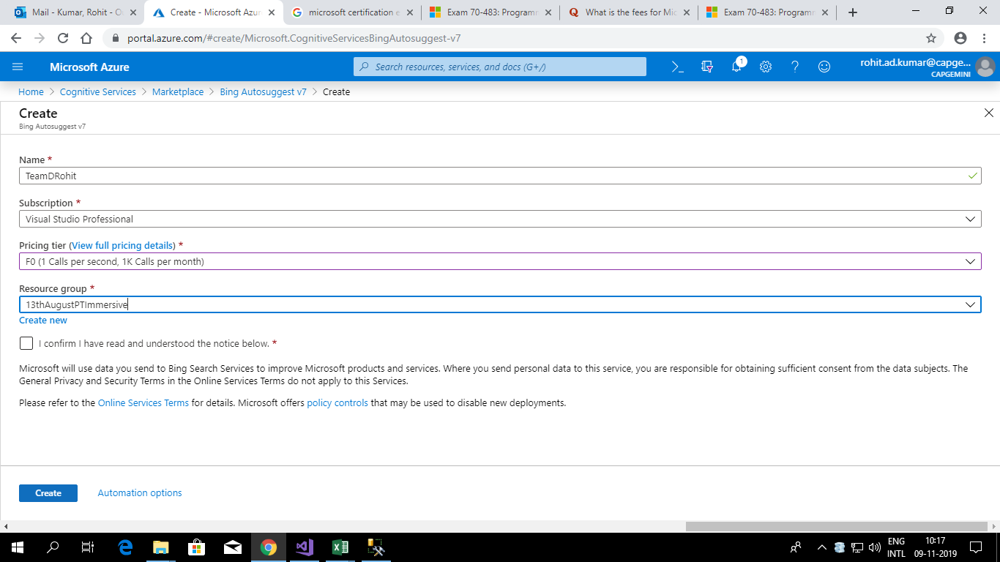 Mail - Kumar, Rohit - O
Create - Microsoft Azur
microsoft certification e
Exam 70-483: Program
What is the fees for Mic
Exam 70-483: Program
portal.azure.com/#create/Microsoft.CognitiveServicesBingAutosuggest-v7
Microsoft Azure
Search resources, services, and docs (G+/)
1
rohit.ad.kumar@capge...
CAPGEMINI
Home > Cognitive Services > Marketplace > Bing Autosuggest v7 > Create
Create
Bing Autosuggest v7
Name *
TeamDRohit
Subscription *
Visual Studio Professional
Pricing tier (View full pricing details) *
F0 (1 Calls per second, 1K Calls per month)
Resource group *
13thAugustPTImmersive
Create new
I confirm I have read and understood the notice below. *
Microsoft will use data you send to Bing Search Services to improve Microsoft products and services. Where you send personal data to this service, you are responsible for obtaining sufficient consent from the data subjects. The
General Privacy and Security Terms in the Online Services Terms do not apply to this Services.
Please refer to the Online Services Terms for details. Microsoft offers policy controls that may be used to disable new deployments.
Create
Automation options
ENG
INTL
10:17
09-11-2019